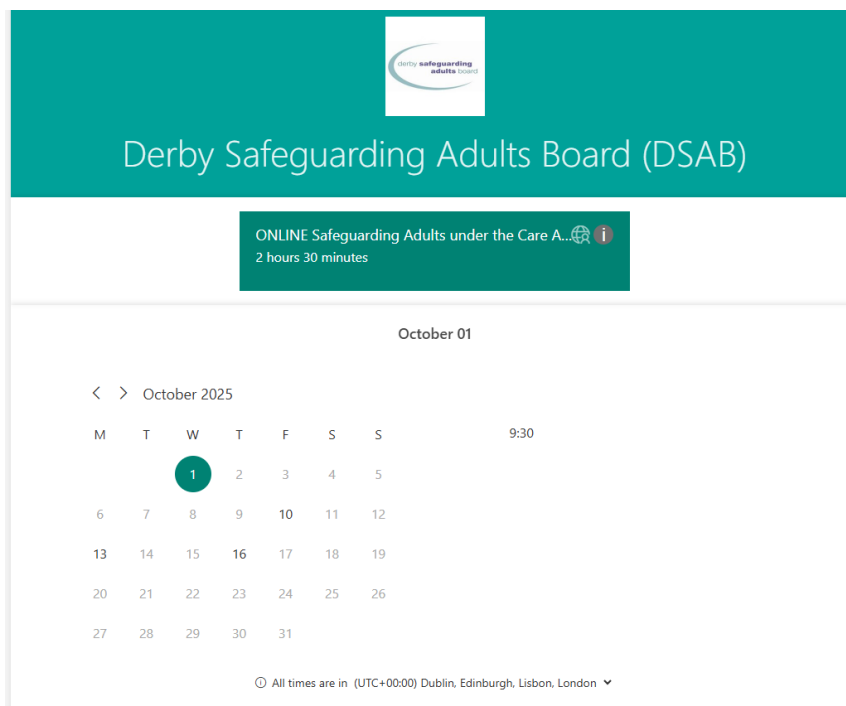 derby safeguarding
adults board
Derby Safeguarding Adults Board (DSAB)
ONLINE Safeguarding Adults under the Care A...
2 hours 30 minutes
October 01
October 2025
M T W T F S S
9:30
1 2 3 4 5
6 7 8 9 10 11 12
13 14 15 16 17 18 19
20 21 22 23 24 25 26
27 28 29 30 31
All times are in (UTC+00:00) Dublin, Edinburgh, Lisbon, London